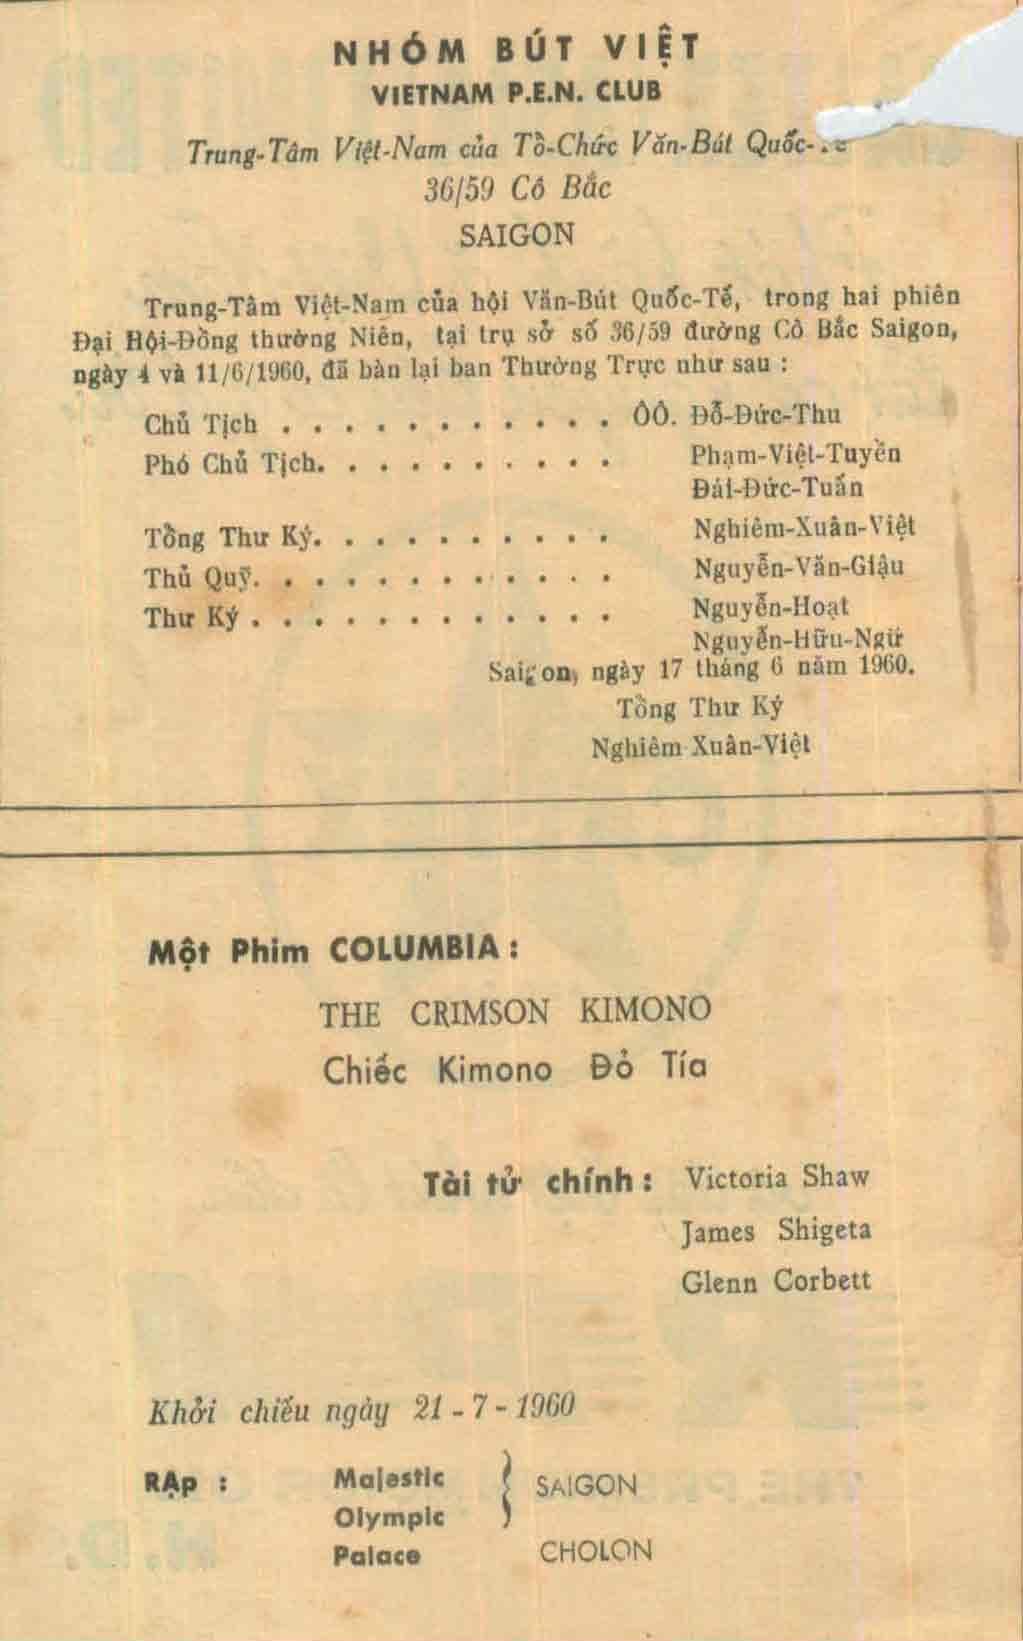 NHÓM BÚT VIỆT
VIETNAM P.E.N. CLUB
Trung-Tâm Việt-Nam của Tổ-Chức Văn-Bút Quốc-Tế
36/59 Cô Bắc
SAIGON
Trung-Tâm Việt-Nam của hội Văn-Bút Quốc-Tế, trong hai phiên
Đại Hội-Đồng thường Niên, tại trụ sở số 36/59 đường Cô Bắc Saigon,
ngày 4 và 11/6/1960, đã bàn lại ban Thường Trực như sau :
Chủ Tịch . . . . . . . . . . . ÔÔ. Đỗ-Đức-Thu
Phó Chủ Tịch. . . . . . . . . . Phạm-Việt-Tuyền
Đái-Đức-Tuấn
Tổng Thư Ký. . . . . . . . . . Nghiêm-Xuân-Việt
Thủ Quỹ. . . . . . . . . . . . Nguyễn-Văn-Giậu
Thư Ký . . . . . . . . . . . . Nguyễn-Hoạt
Nguyễn-Hữu-Ngư
Saigon, ngày 17 tháng 6 năm 1960.
Tổng Thư Ký
Nghiêm Xuân-Việt
Một Phim COLUMBIA :
THE CRIMSON KIMONO
Chiếc Kimono Đỏ Tía
Tài tử chính : Victoria Shaw
James Shigeta
Glenn Corbett
Khởi chiếu ngày 21 - 7 - 1960
RẠp : Majestic SAIGON
Olympic
Palace CHOLON